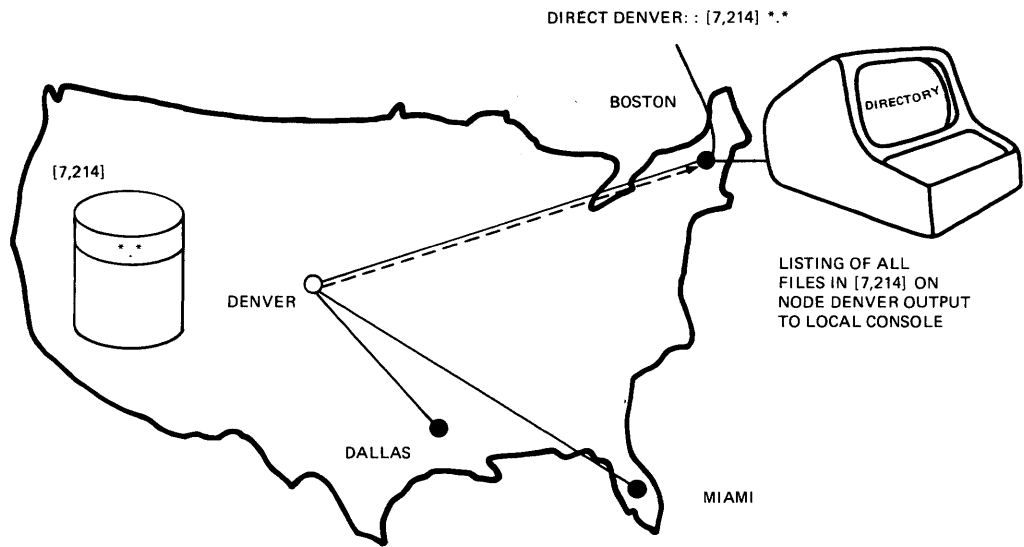 DIRECT DENVER: : [7,214] *.*
BOSTON
DIRECTORY
[7,214]
*.*
DENVER
LISTING OF ALL
FILES IN [7,214] ON
NODE DENVER OUTPUT
TO LOCAL CONSOLE
DALLAS
MIAMI